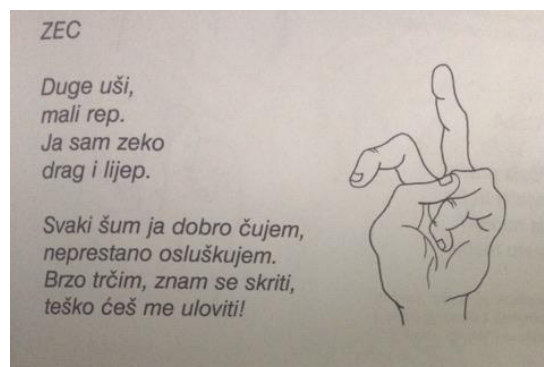 ZEC
Duge uši,
mali rep.
Ja sam zeko
drag i lijep.
Svaki šum ja dobro čujem,
neprestano osluškujem.
Brzo trčim, znam se skriti,
teško ćeš me uloviti!